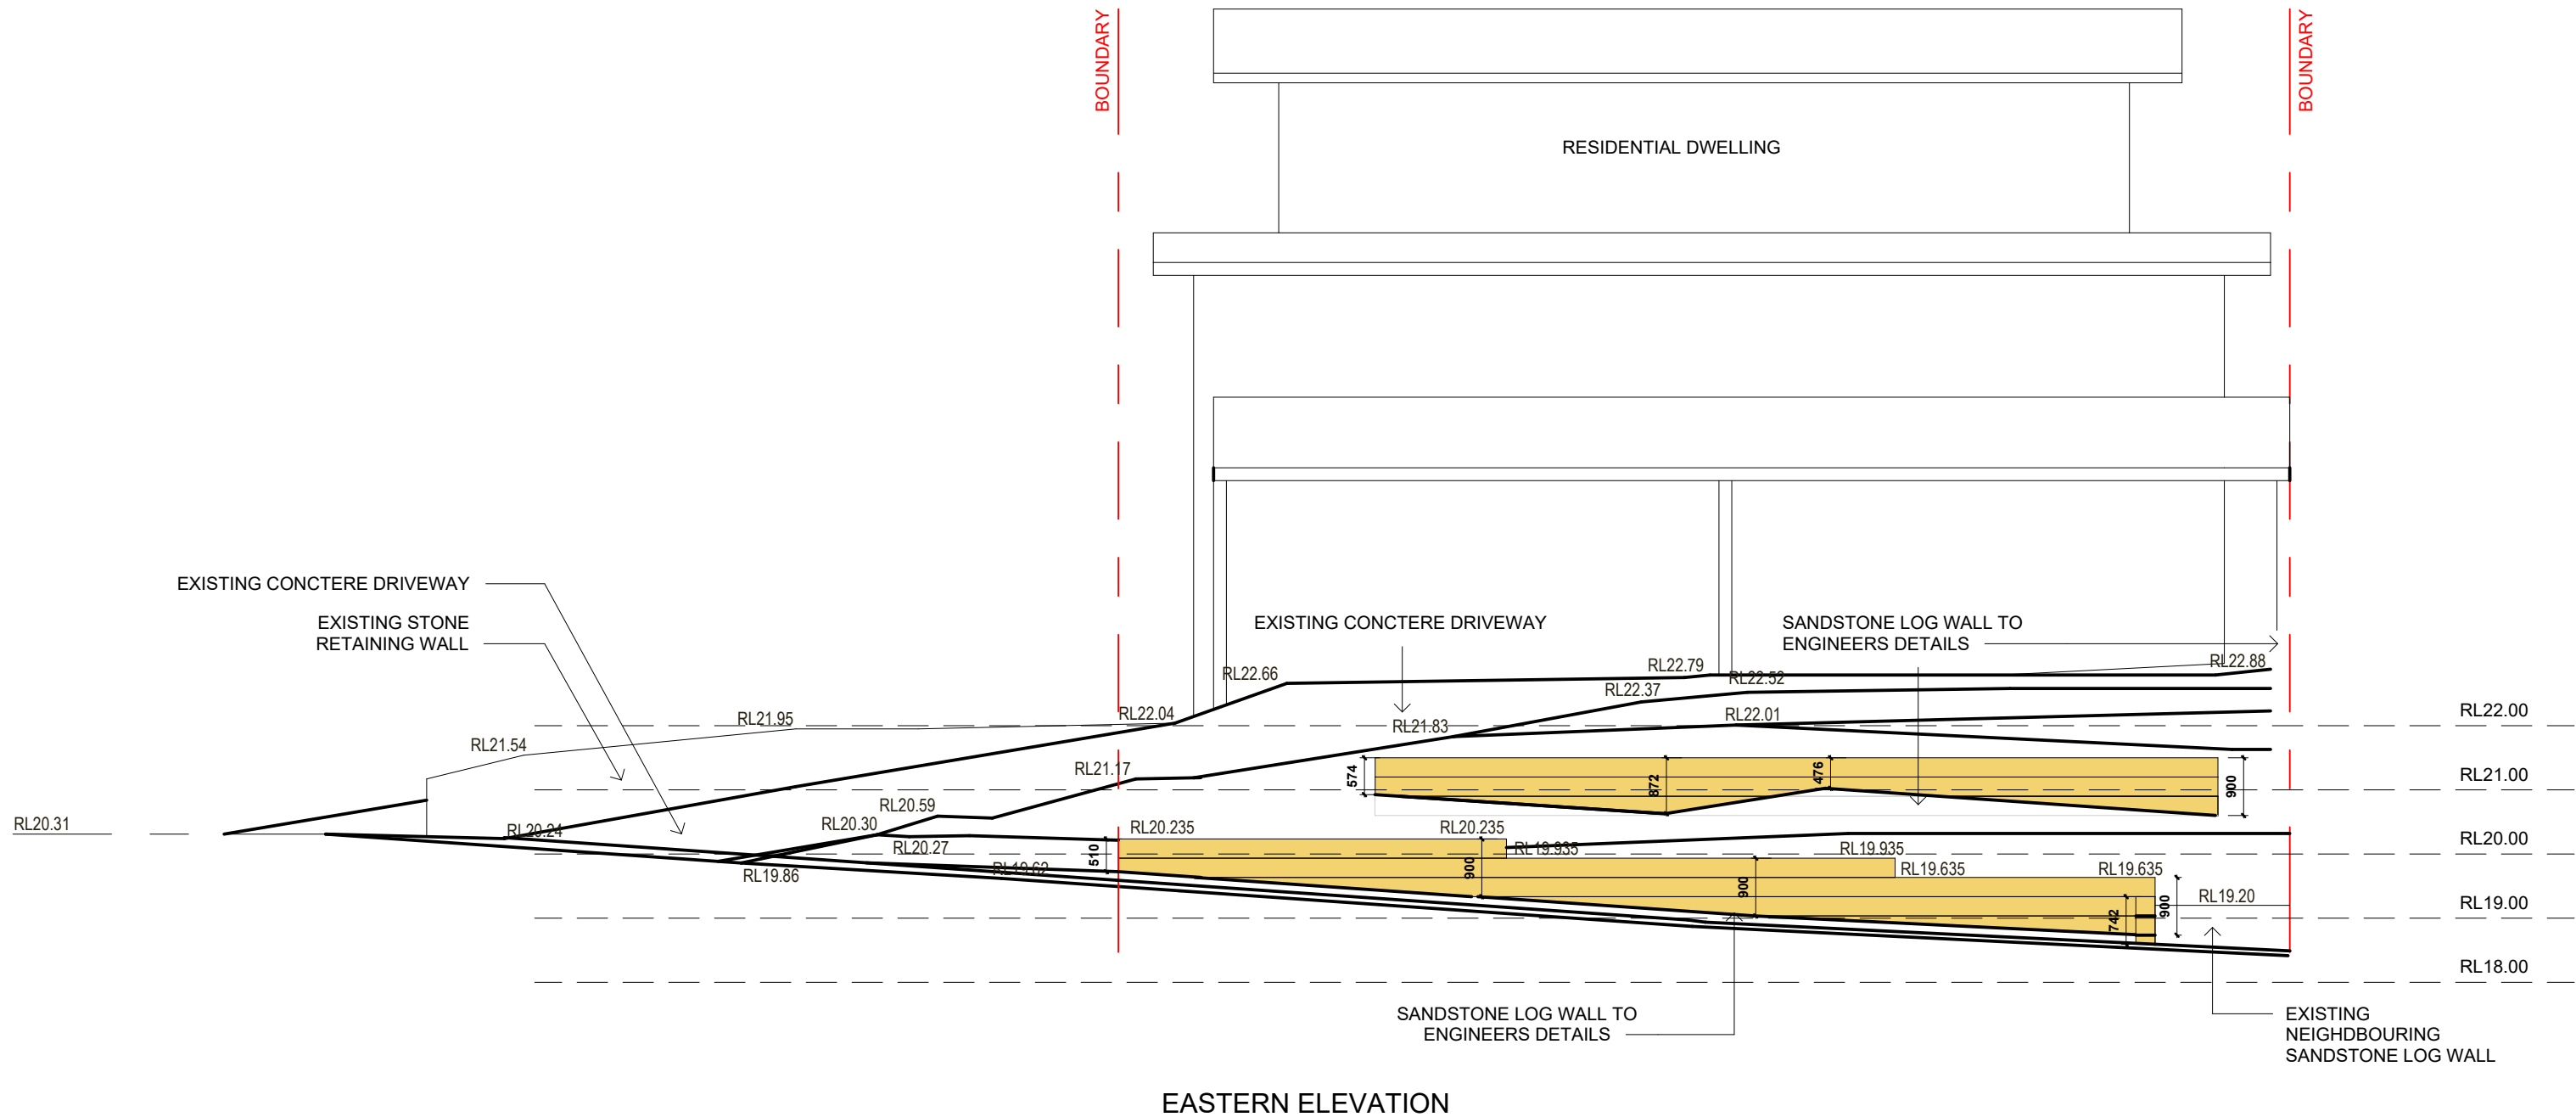 BOUNDARY
BOUNDARY
RESIDENTIAL DWELLING
EXISTING CONCTERE DRIVEWAY
EXISTING STONE
RETAINING WALL
EXISTING CONCTERE DRIVEWAY
SANDSTONE LOG WALL TO
ENGINEERS DETAILS
RL22.66
RL22.79
RL22.88
RL22.52
RL22.37
RL21.95
RL22.04
RL22.01
RL22.00
RL21.83
RL21.54
RL21.17
574
872
476
900
RL21.00
RL20.59
RL20.31
RL20.24
RL20.30
RL20.235
RL20.235
RL20.00
RL20.27
510
900
RL19.935
RL19.935
RL19.86
RL19.62
900
RL19.635
RL19.635
742
900
RL19.20
RL19.00
RL18.00
SANDSTONE LOG WALL TO
ENGINEERS DETAILS
EXISTING
NEIGHDBOURING
SANDSTONE LOG WALL
EASTERN ELEVATION